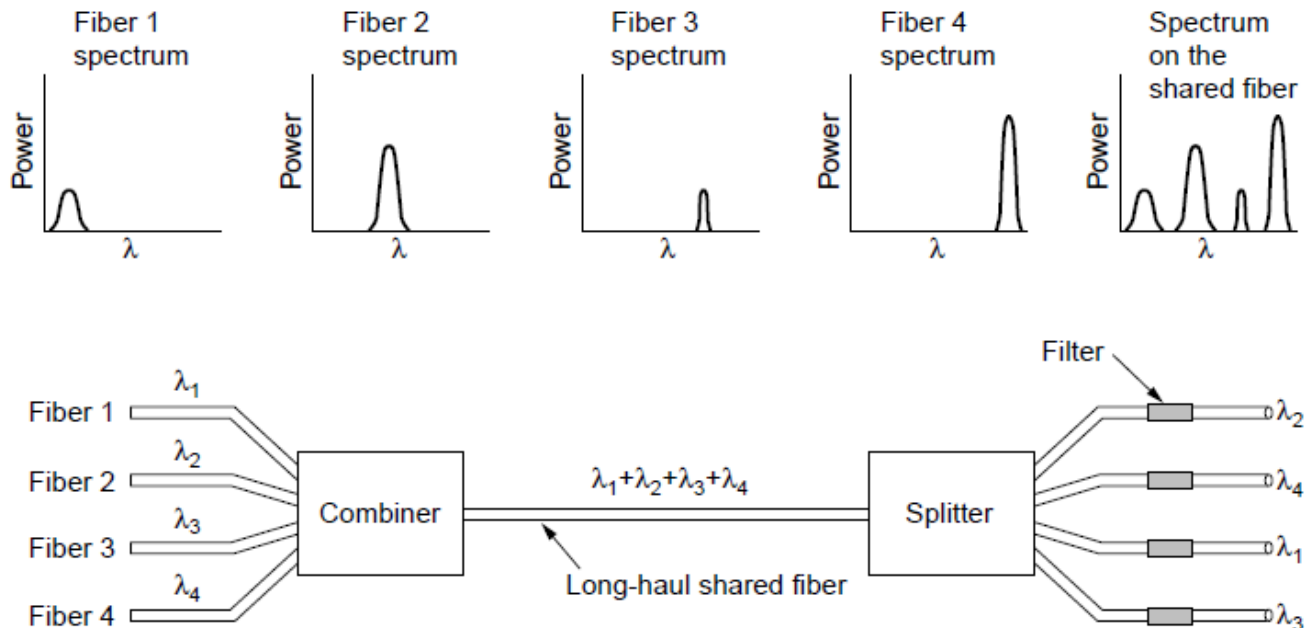 Fiber 1
spectrum
Power
λ
Fiber 2
spectrum
Power
λ
Fiber 3
spectrum
Power
λ
Fiber 4
spectrum
Power
λ
Spectrum
on the
shared fiber
Power
λ
Filter
Fiber 1
λ1
Fiber 2
λ2
Fiber 3
λ3
Fiber 4
λ4
Combiner
λ1+λ2+λ3+λ4
Long-haul shared fiber
Splitter
λ2
λ4
λ1
λ3